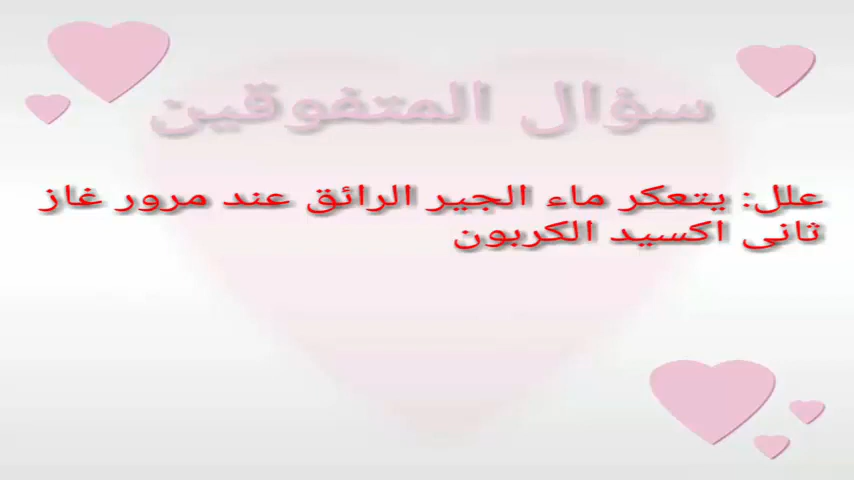 سؤال المتفوقين
علل: يتعكر ماء الجير الرائق عند مرور غاز
ثانى اكسيد الكربون